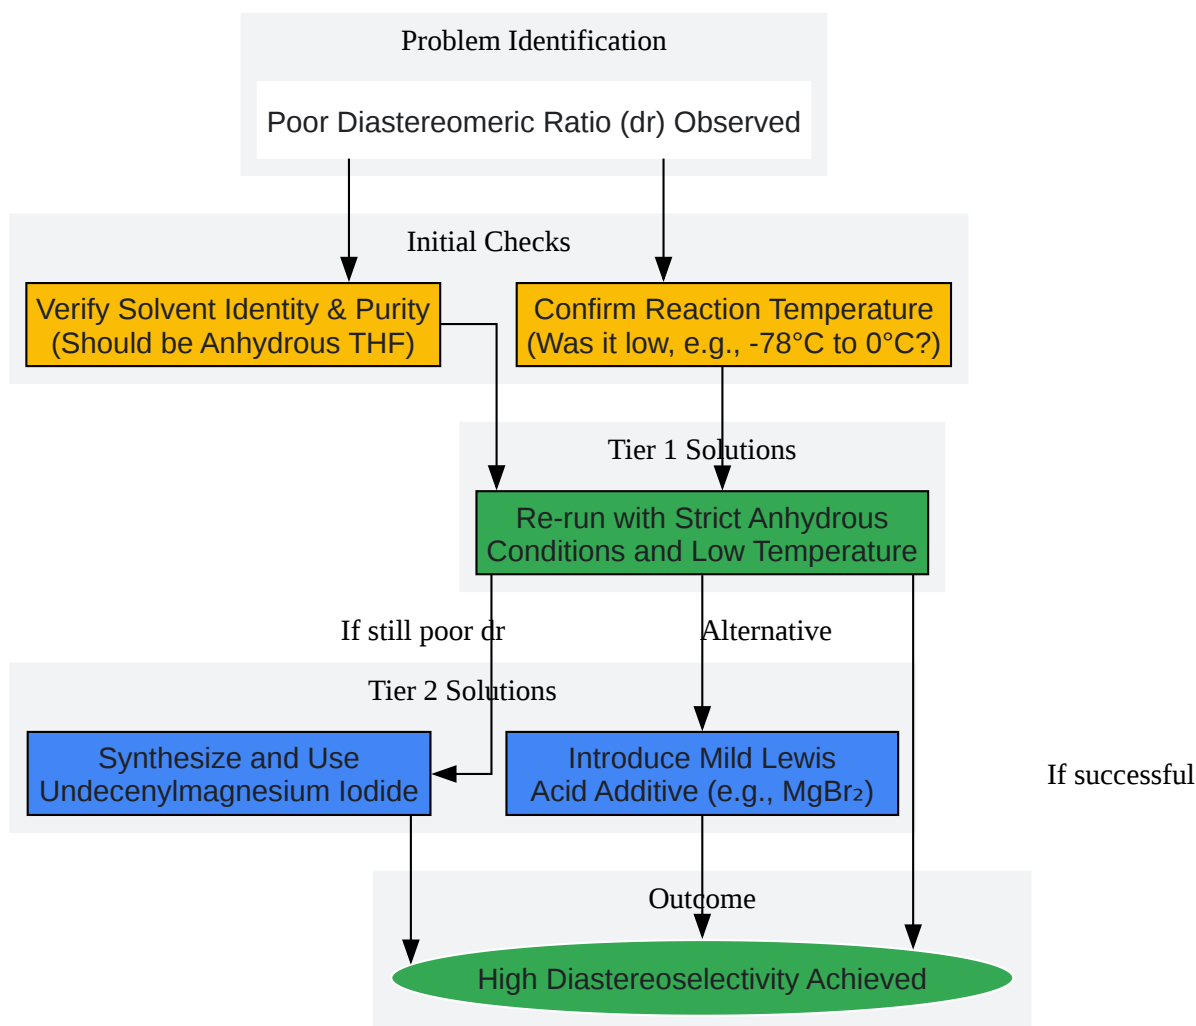 Problem Identification
Poor Diastereomeric Ratio (dr) Observed
Initial Checks
Verify Solvent Identity & Purity
(Should be Anhydrous THF)
Confirm Reaction Temperature
(Was it low, e.g., -78°C to 0°C?)
Tier 1 Solutions
Re-run with Strict Anhydrous
Conditions and Low Temperature
If still poor dr
Alternative
Tier 2 Solutions
Synthesize and Use
Undecenylmagnesium Iodide
Introduce Mild Lewis
Acid Additive (e.g., MgBr₂)
If successful
Outcome
High Diastereoselectivity Achieved